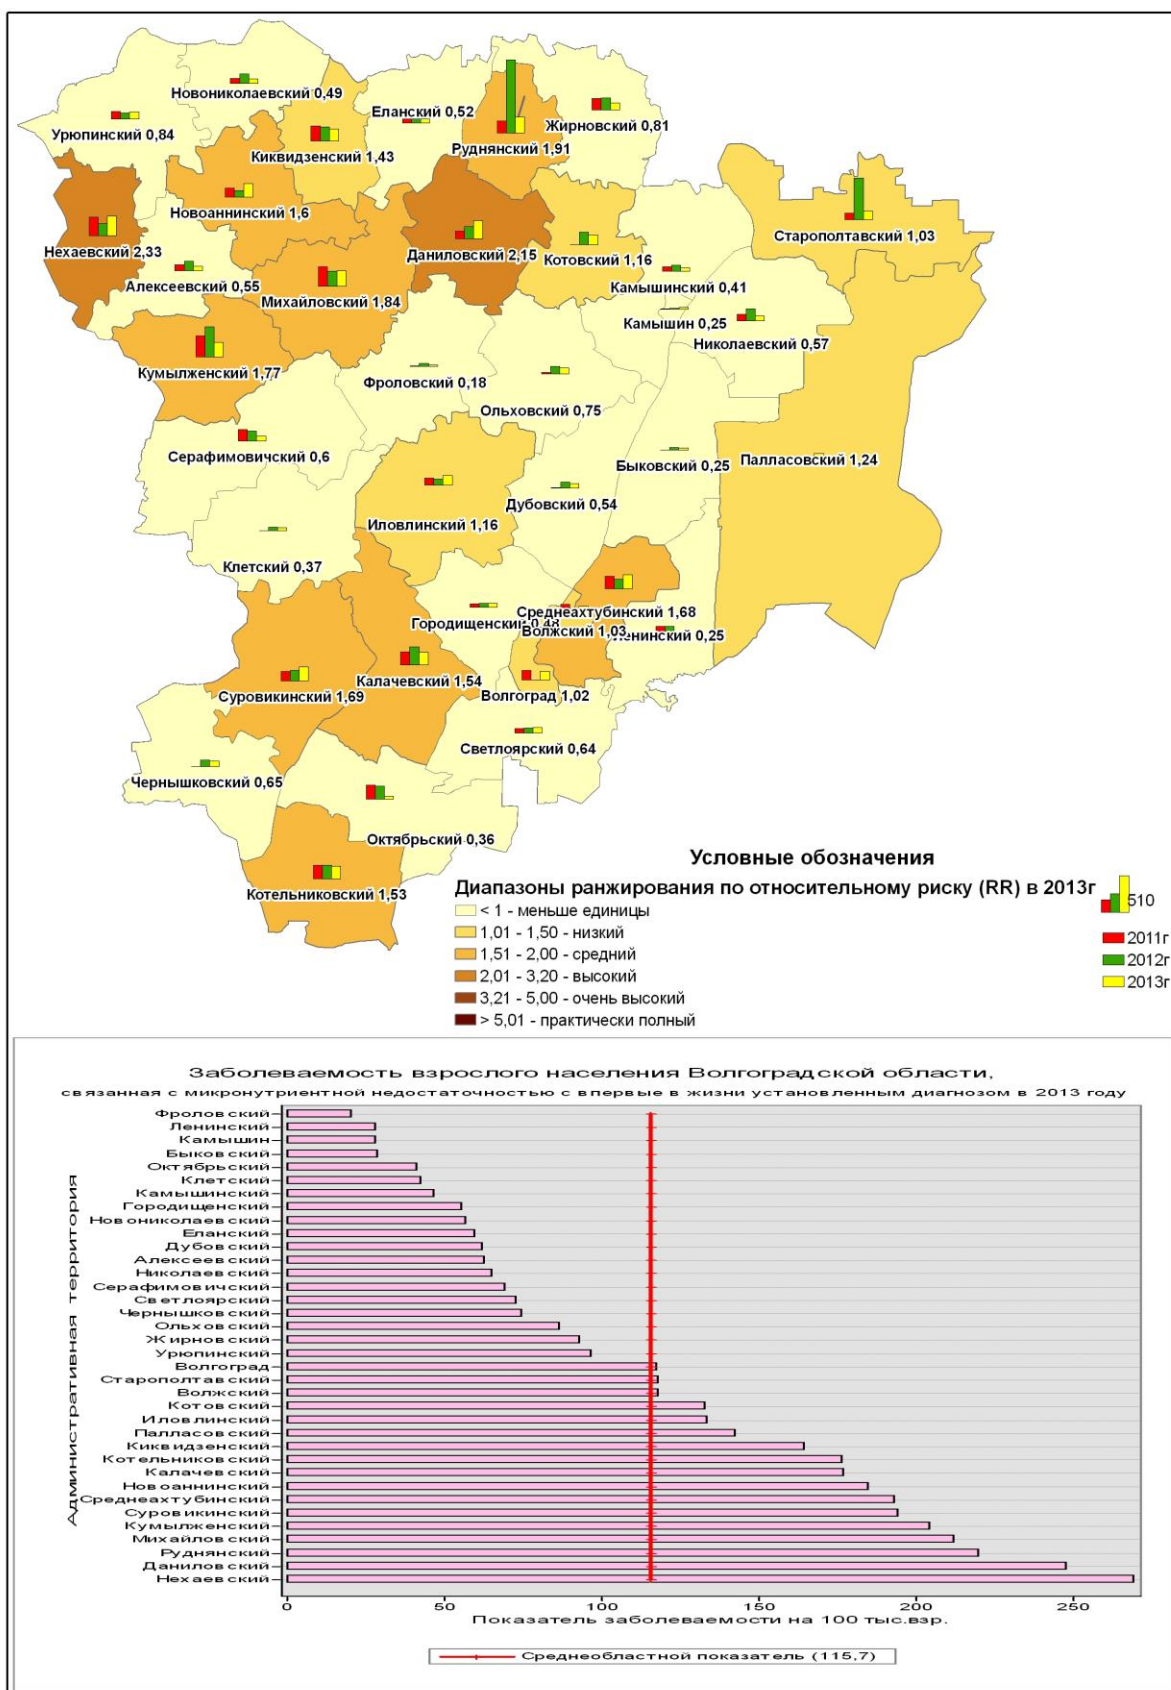 Новониколаевский 0,49
Урюпинский 0,84
Еланский 0,52
Жирновский 0,81
Киквидзенский 1,43
Руднянский 1,91
Новоаннинский 1,6
Нехаевский 2,33
Даниловский 2,15
Котовский 1,16
Старополтавский 1,03
Алексеевский 0,55
Михайловский 1,84
Камышинский 0,41
Камышин 0,25
Николаевский 0,57
Кумылженский 1,77
Фроловский 0,18
Ольховский 0,75
Серафимовичский 0,6
Быковский 0,25
Палласовский 1,24
Иловлинский 1,16
Дубовский 0,54
Клетский 0,37
Среднеахтубинский 1,68
Городищенский 0,48
Волжский 1,03
Ленинский 0,25
Суровикинский 1,69
Калачевский 1,54
Волгоград 1,02
Светлоярский 0,64
Чернышковский 0,65
Октябрьский 0,36
Котельниковский 1,53
Условные обозначения
Диапазоны ранжирования по относительному риску (RR) в 2013г
< 1 - меньше единицы
1,01 - 1,50 - низкий
1,51 - 2,00 - средний
2,01 - 3,20 - высокий
3,21 - 5,00 - очень высокий
> 5,01 - практически полный
510
2011г
2012г
2013г
Заболеваемость взрослого населения Волгоградской области,
связанная с микронутриентной недостаточностью с впервые в жизни установленным диагнозом в 2013 году
Административная территория
Фроловский
Ленинский
Камышин
Быковский
Октябрьский
Клетский
Камышинский
Городищенский
Новониколаевский
Еланский
Дубовский
Алексеевский
Николаевский
Серафимовичский
Светлоярский
Чернышковский
Ольховский
Жирновский
Урюпинский
Волгоград
Старополтавский
Волжский
Котовский
Иловлинский
Палласовский
Киквидзенский
Котельниковский
Калачевский
Новоаннинский
Среднеахтубинский
Суровикинский
Кумылженский
Михайловский
Руднянский
Даниловский
Нехаевский
0 50 100 150 200 250
Показатель заболеваемости на 100 тыс.взр.
Среднеобластной показатель (115,7)